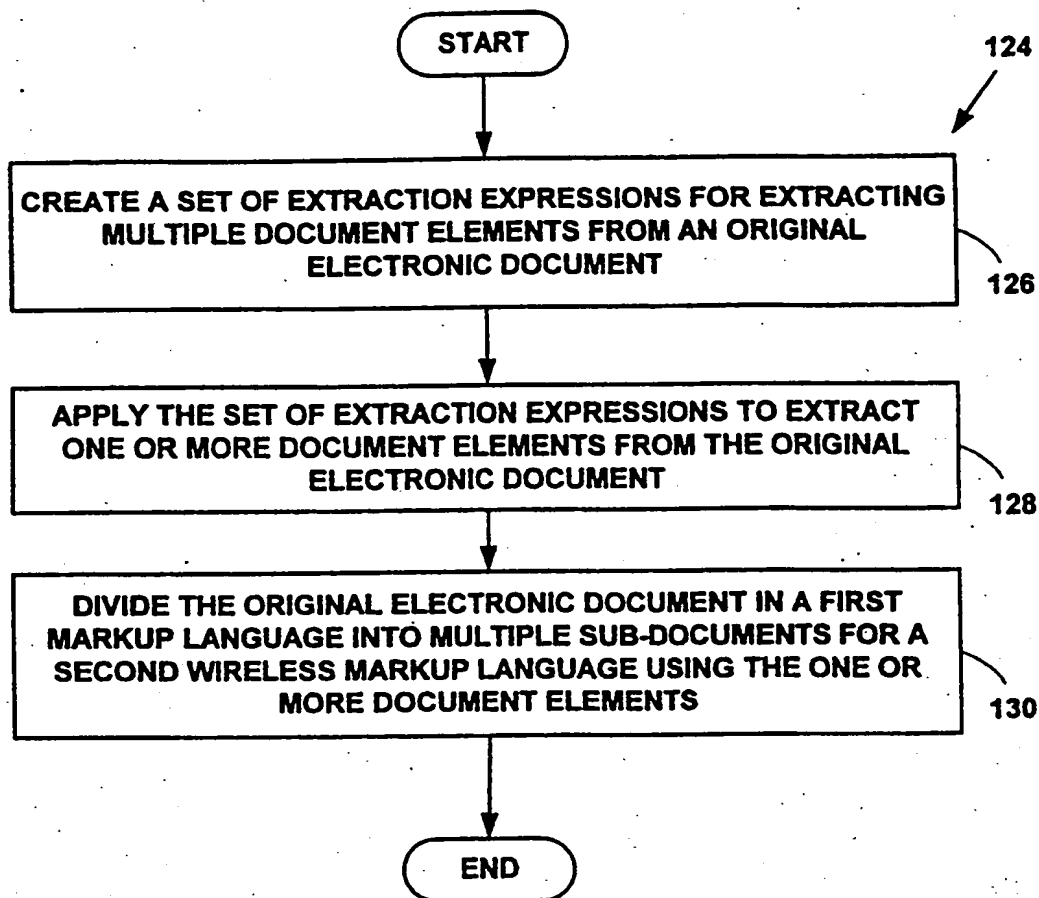 START
124
CREATE A SET OF EXTRACTION EXPRESSIONS FOR EXTRACTING
MULTIPLE DOCUMENT ELEMENTS FROM AN ORIGINAL
ELECTRONIC DOCUMENT
126
APPLY THE SET OF EXTRACTION EXPRESSIONS TO EXTRACT
ONE OR MORE DOCUMENT ELEMENTS FROM THE ORIGINAL
ELECTRONIC DOCUMENT
128
DIVIDE THE ORIGINAL ELECTRONIC DOCUMENT IN A FIRST
MARKUP LANGUAGE INTO MULTIPLE SUB-DOCUMENTS FOR A
SECOND WIRELESS MARKUP LANGUAGE USING THE ONE OR
MORE DOCUMENT ELEMENTS
130
END